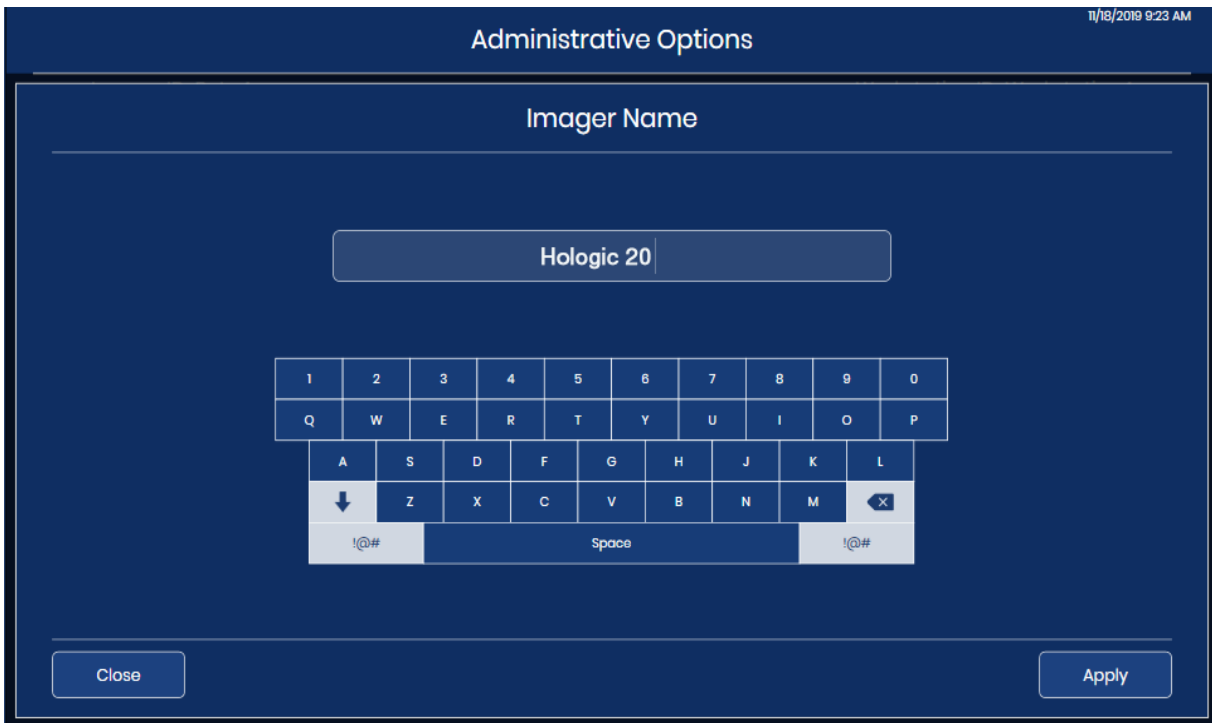 11/18/2019 9:23 AM
Administrative Options
Imager Name
Hologic 20
1 2 3 4 5 6 7 8 9 0
Q W E R T Y U I O P
A S D F G H J K L
Z X C V B N M
!@# Space !@#
Close Apply